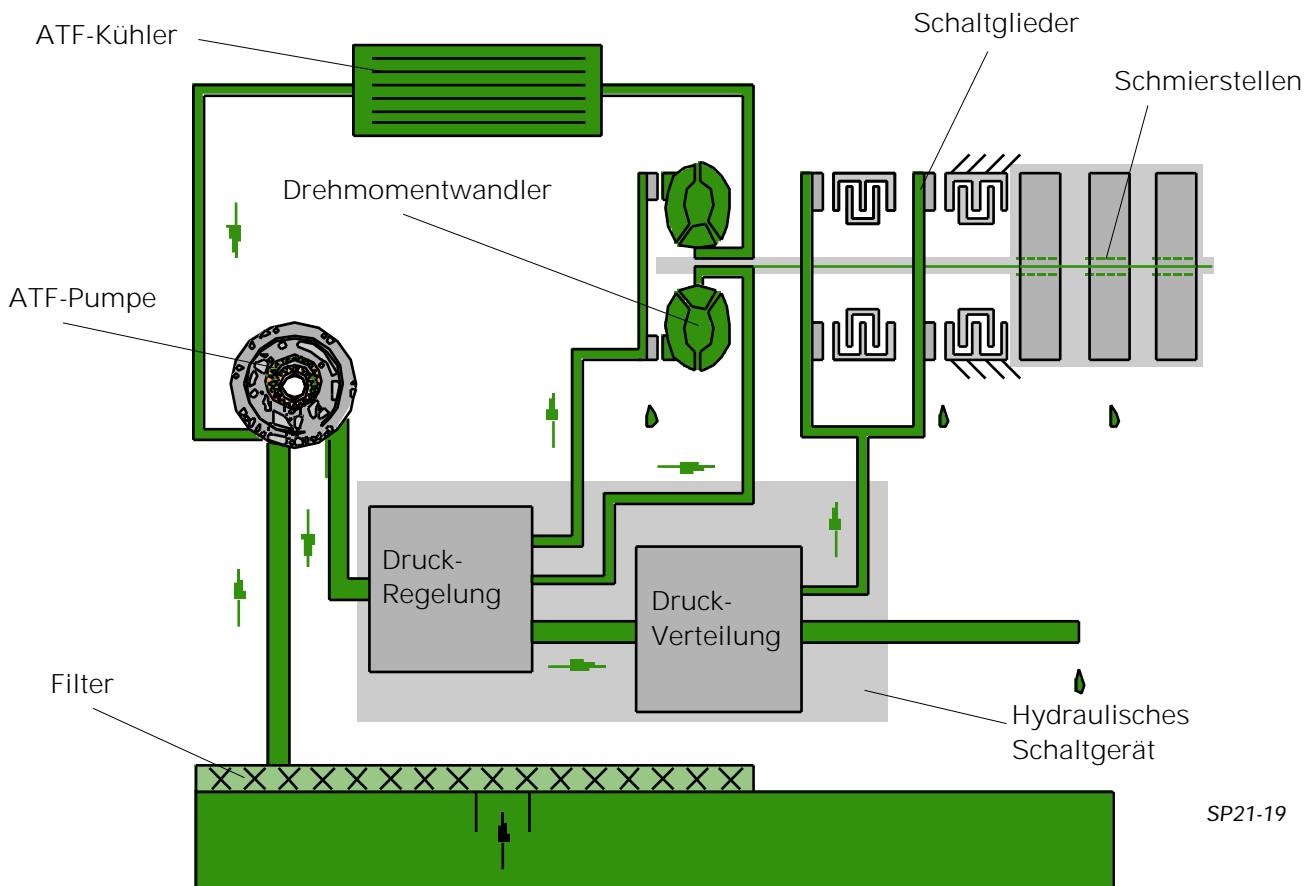 ATF-Kühler
Schaltglieder
Schmierstellen
Drehmomentwandler
ATF-Pumpe
Druck-
Regelung
Druck-
Verteilung
Filter
Hydraulisches
Schaltgerät
SP21-19